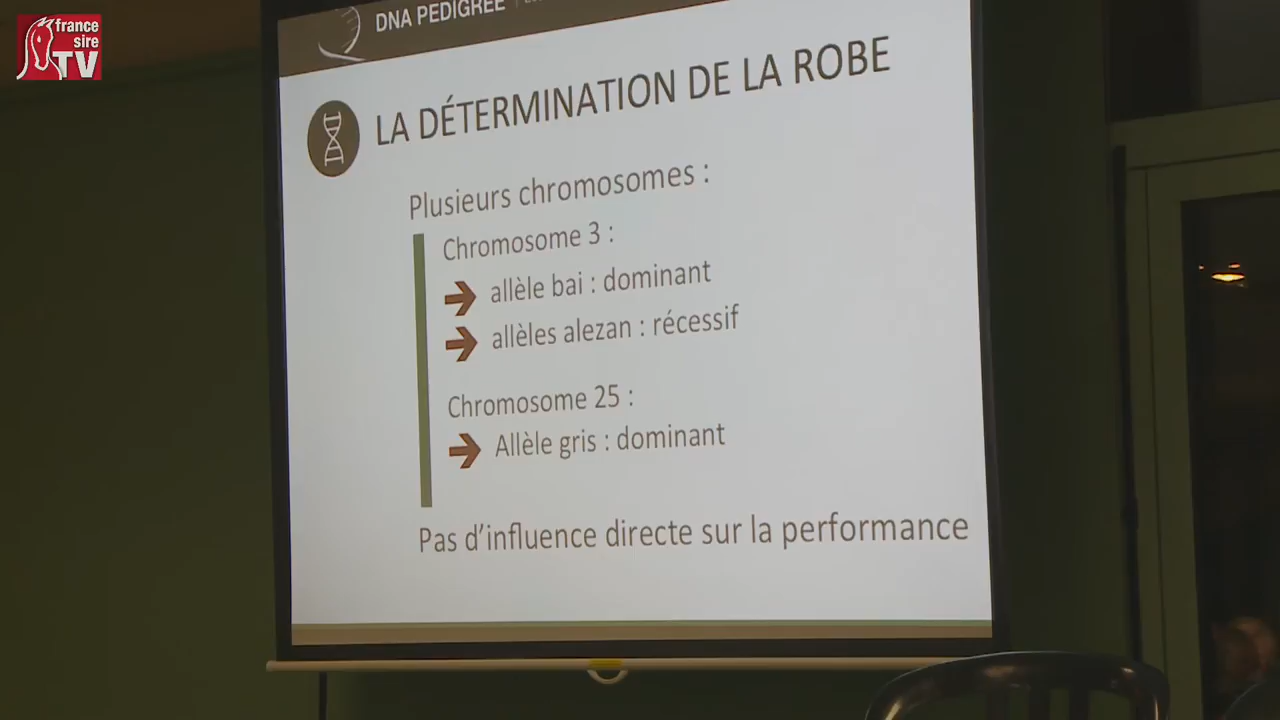 france
sire
TV
DNA PEDIGREE
LA DÉTERMINATION DE LA ROBE
Plusieurs chromosomes :
Chromosome 3 :
allèle bai : dominant
allèles alezan : récessif
Chromosome 25 :
Allèle gris : dominant
Pas d'influence directe sur la performance